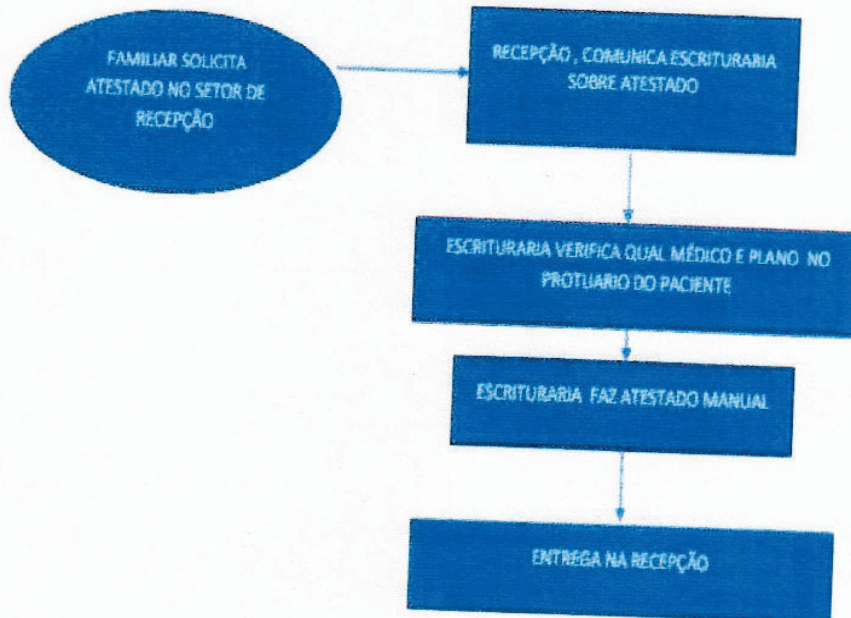 FAMILIAR SOLICITA
ATESTADO NO SETOR DE
RECEPÇÃO
RECEPÇÃO , COMUNICA ESCRITURARIA
SOBRE ATESTADO
ESCRITURARIA VERIFICA QUAL MÉDICO E PLANO NO
PROTUARIO DO PACIENTE
ESCRITURARIA FAZ ATESTADO MANUAL
ENTREGA NA RECEPÇÃO